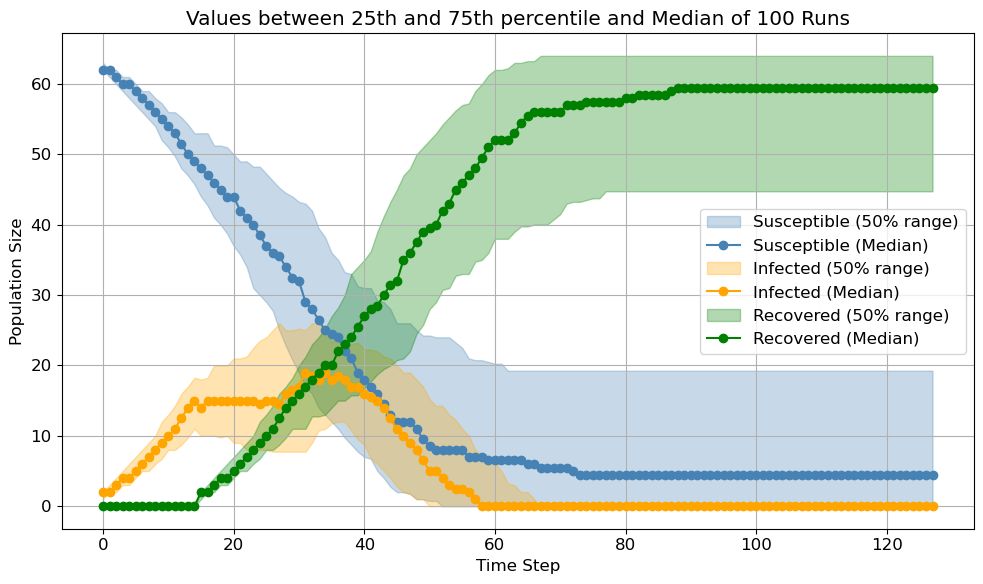 Values between 25th and 75th percentile and Median of 100 Runs
Population Size
60
50
40
30
20
10
0
Susceptible (50% range)
Susceptible (Median)
Infected (50% range)
Infected (Median)
Recovered (50% range)
Recovered (Median)
0 20 40 60 80 100 120
Time Step